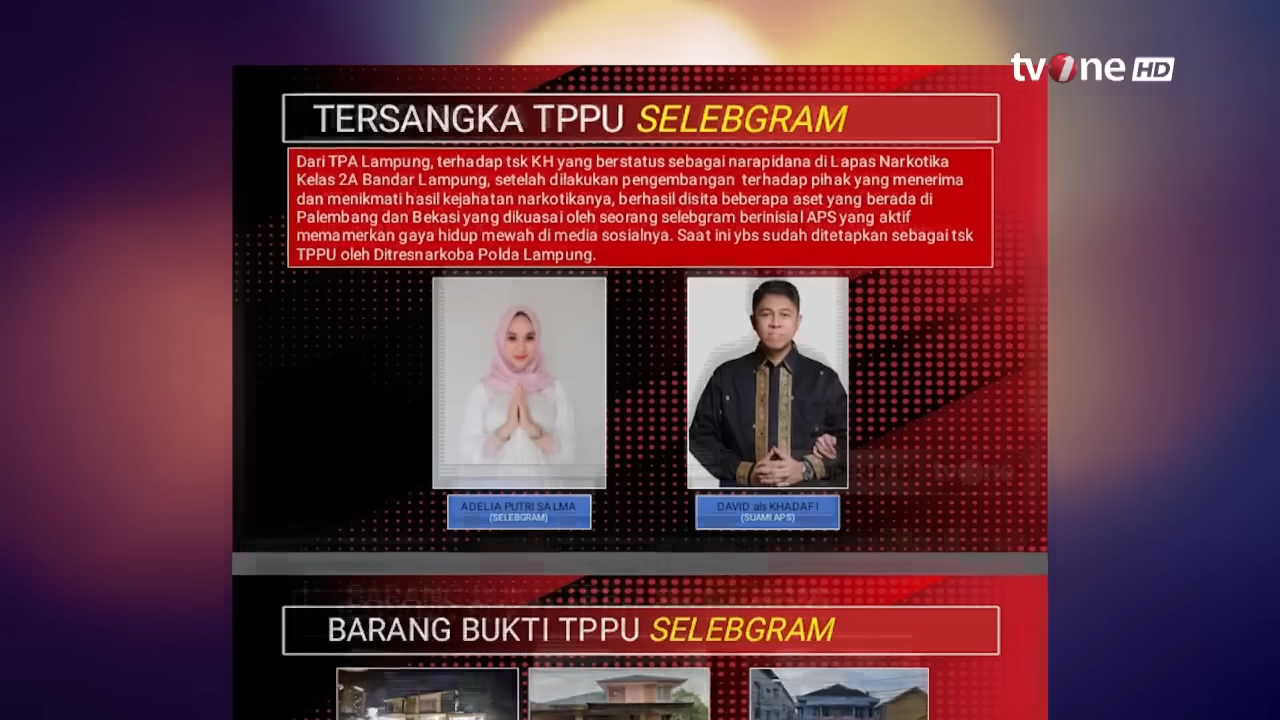 tvOne HD
TERSANGKA TPPU SELEBGRAM
Dari TPA Lampung, terhadap tsk KH yang berstatus sebagai narapidana di Lapas Narkotika
Kelas 2A Bandar Lampung, setelah dilakukan pengembangan terhadap pihak yang menerima
dan menikmati hasil kejahatan narkotikanya, berhasil disita beberapa aset yang berada di
Palembang dan Bekasi yang dikuasai oleh seorang selebgram berinisial APS yang aktif
memamerkan gaya hidup mewah di media sosialnya. Saat ini ybs sudah ditetapkan sebagai tsk
TPPU oleh Ditresnarkoba Polda Lampung.
ADELIA PUTRI SALMA
(SELEBGRAM)
DAVID als KHADAFI
(SUAMI APS)
BARANG BUKTI TPPU SELEBGRAM